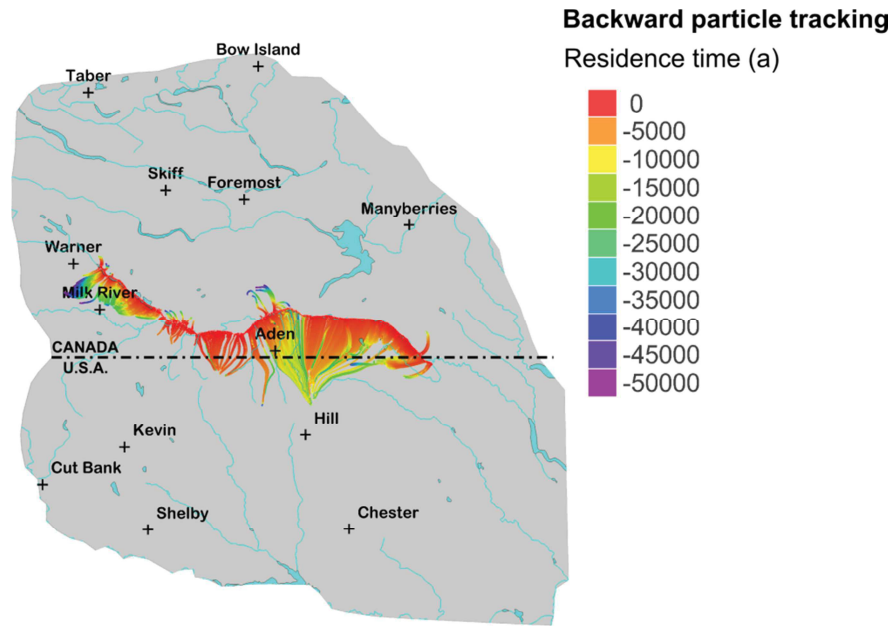 Backward particle tracking
Residence time (a)
0
-5000
-10000
-15000
-20000
-25000
-30000
-35000
-40000
-45000
-50000
Bow Island
Taber
Skiff
Foremost
Manyberries
Warner
Milk River
Aden
CANADA
U.S.A.
Hill
Kevin
Cut Bank
Shelby
Chester